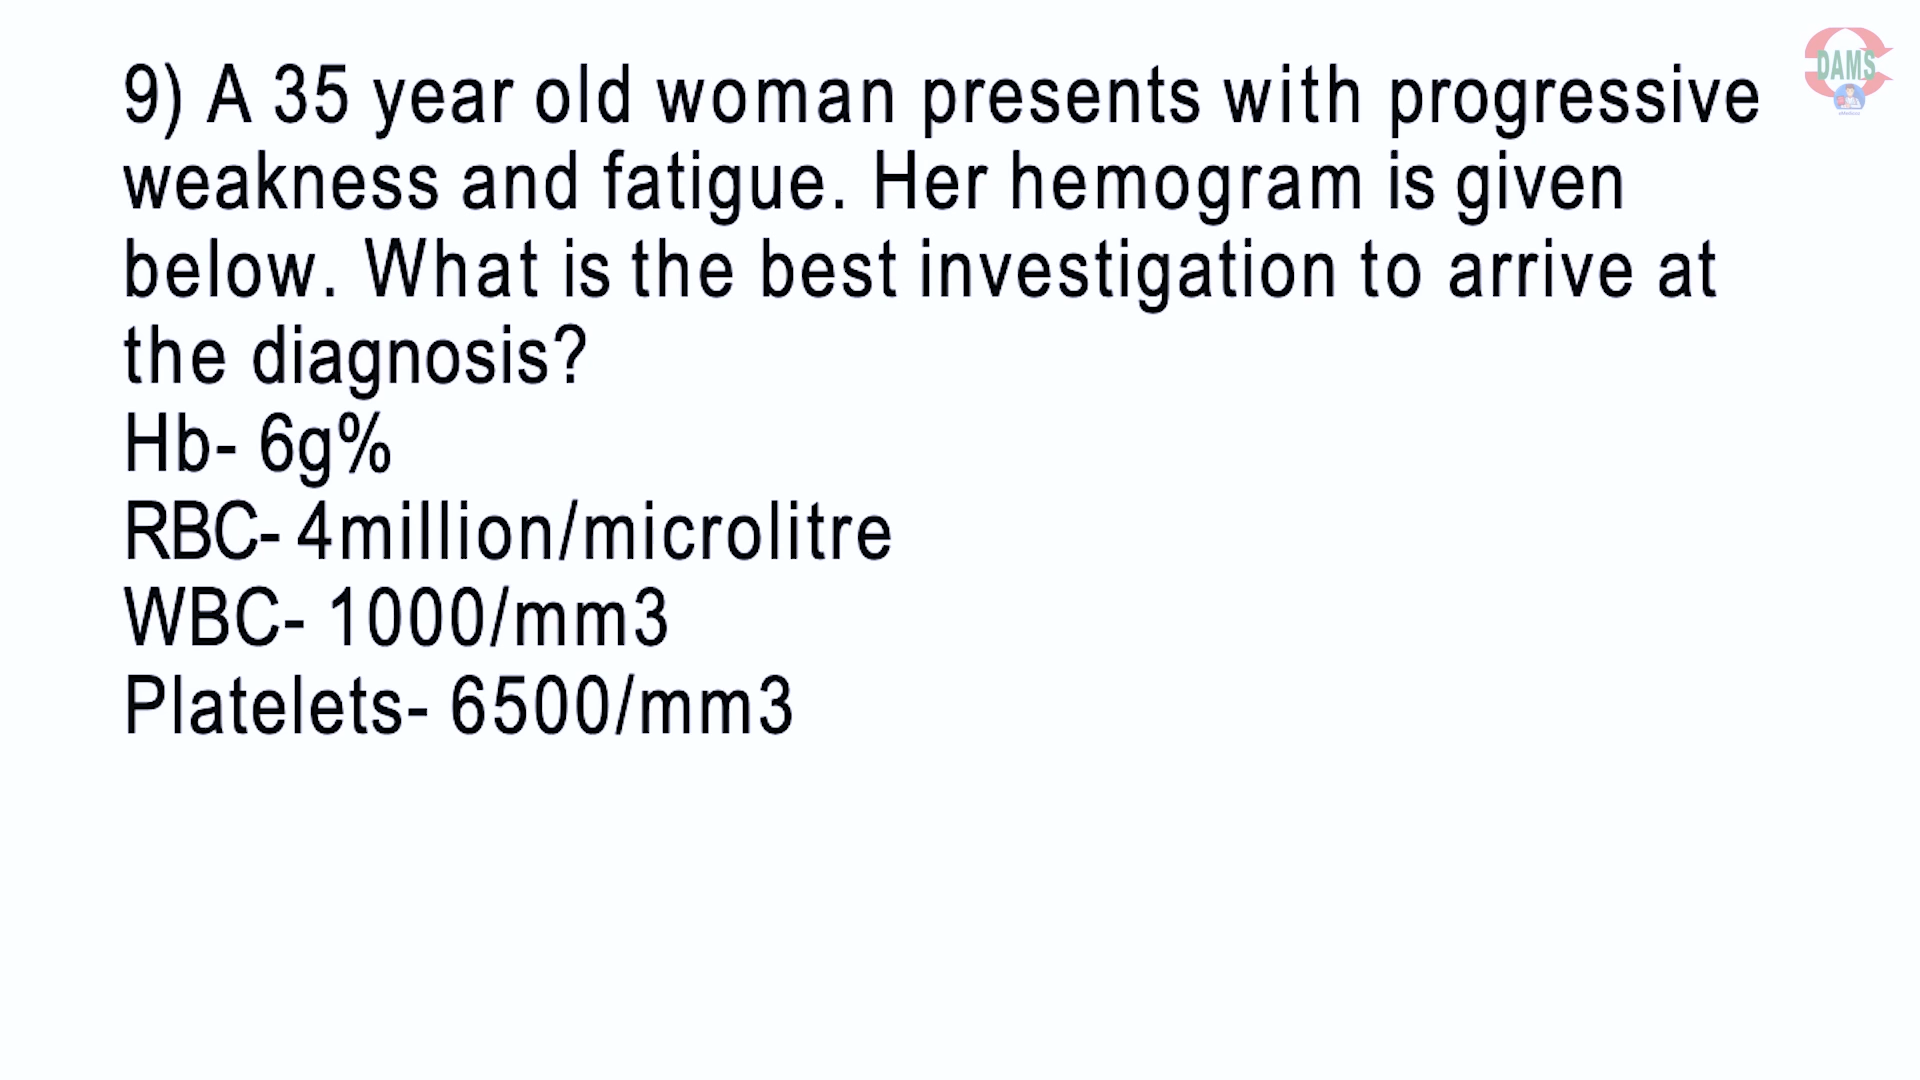 DAMS
9) A 35 year old woman presents with progressive
weakness and fatigue. Her hemogram is given
below. What is the best investigation to arrive at
the diagnosis?
Hb- 6g%
RBC- 4million/microlitre
WBC- 1000/mm3
Platelets- 6500/mm3